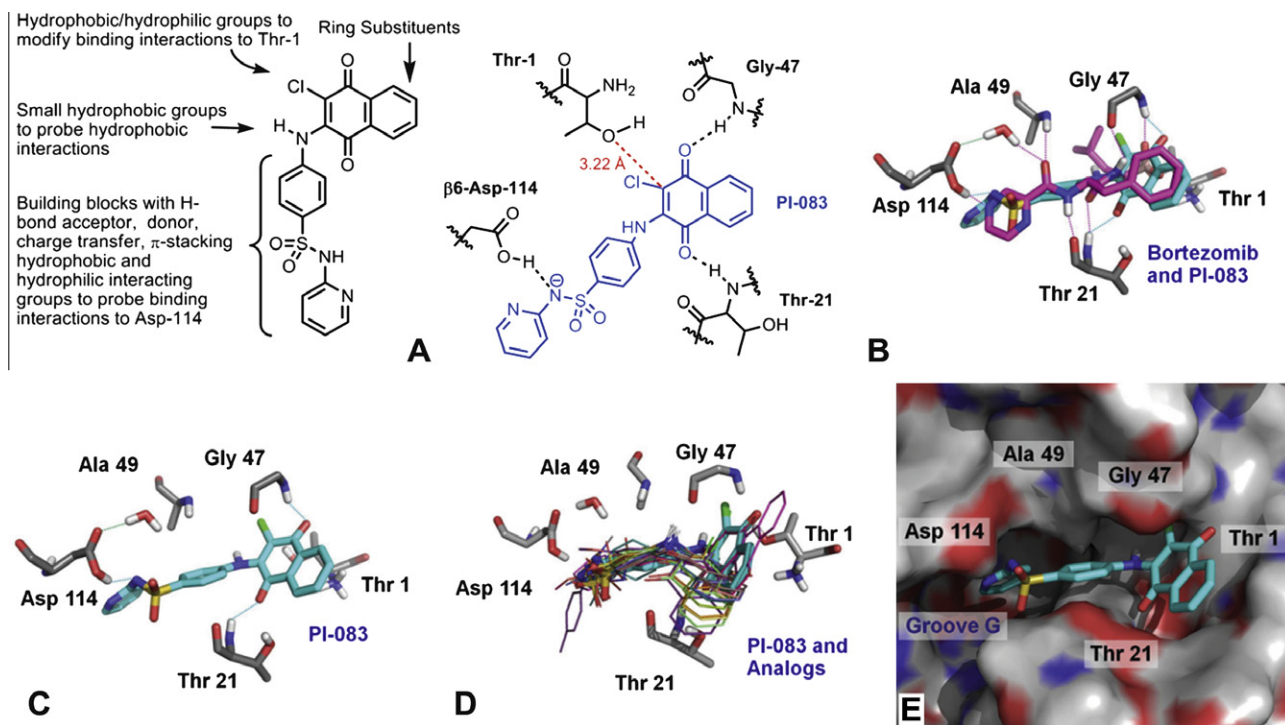 Hydrophobic/hydrophilic groups to
modify binding interactions to Thr-1
Ring Substituents
Small hydrophobic groups
to probe hydrophobic
interactions
Building blocks with H-
bond acceptor, donor,
charge transfer, π-stacking
hydrophobic and
hydrophilic interacting
groups to probe binding
interactions to Asp-114
O
Cl
N
H
O
O
S
O
NH
N
A
Thr-1
O
NH₂
O
H
3.22 Å
Gly-47
O
N
H
O
Cl
PI-083
β6-Asp-114
O
O
H
NH
O
H
N
Thr-21
O
OH
⊖
N
S
O
O
N
Ala 49
Gly 47
Asp 114
Thr 1
Thr 21
Bortezomib
and PI-083
B
Ala 49
Gly 47
Asp 114
Thr 1
PI-083
Thr 21
C
Ala 49
Gly 47
Thr 1
Asp 114
Thr 21
PI-083 and
Analogs
D
Ala 49
Gly 47
Asp 114
Thr 1
Groove G
Thr 21
E